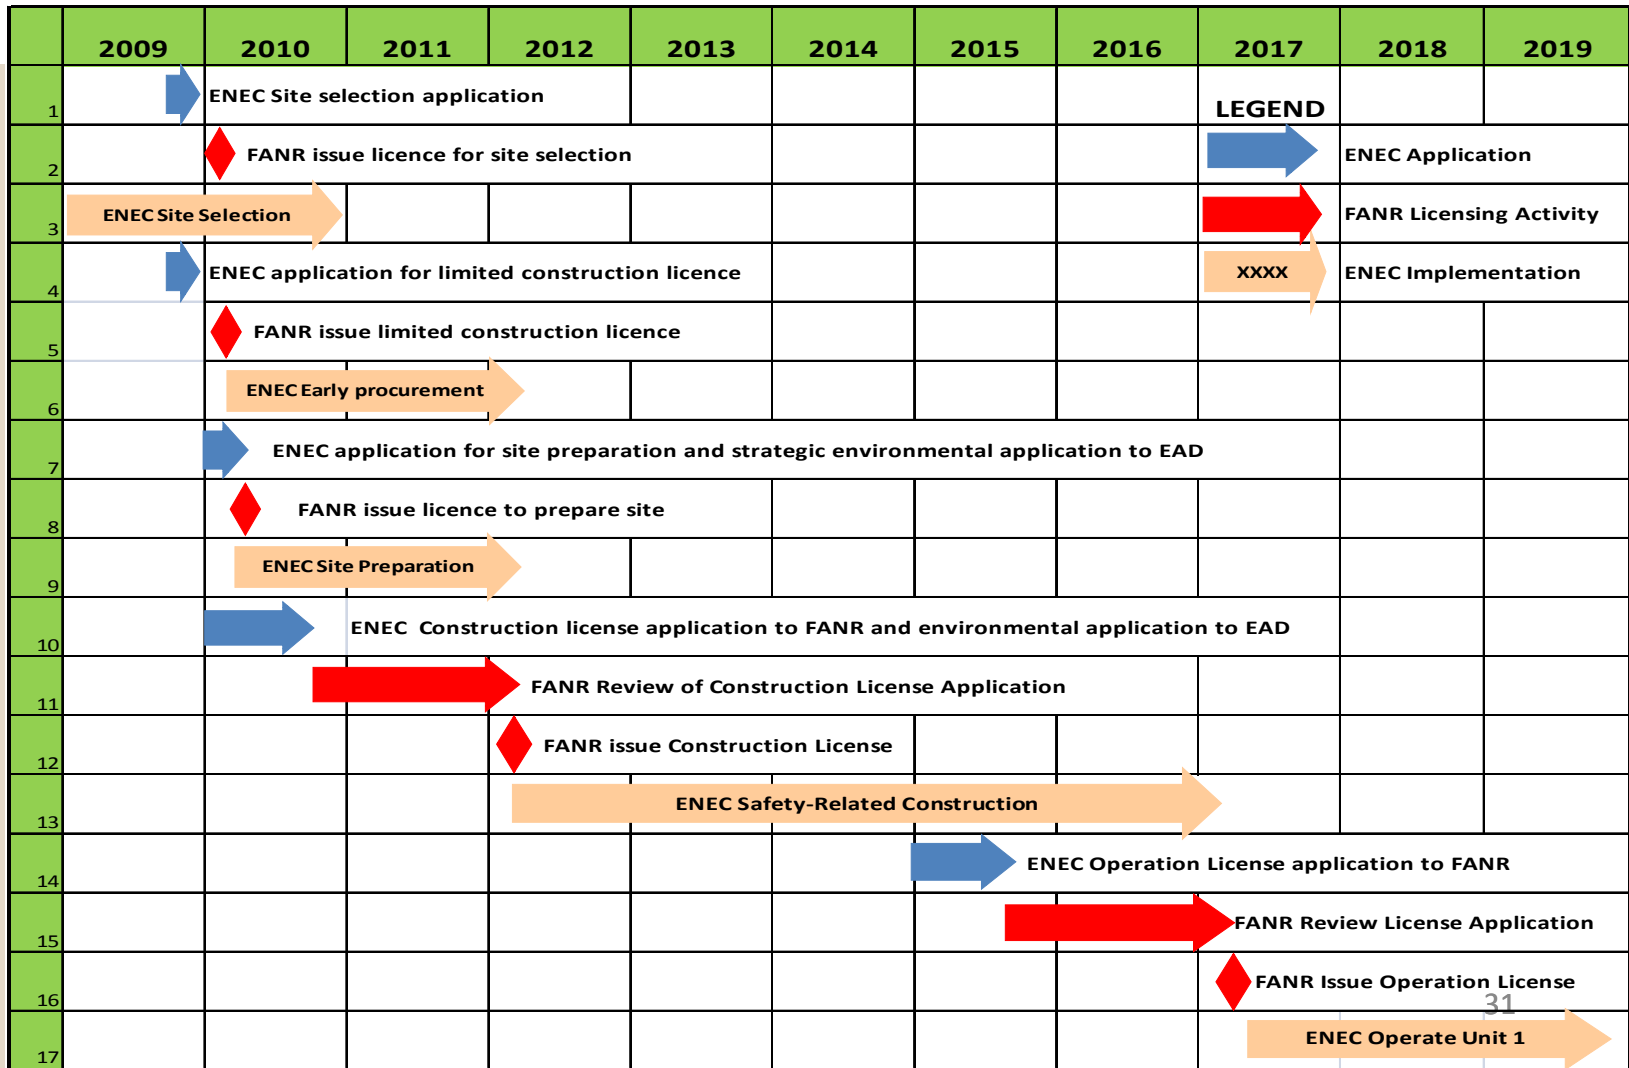 2009 2010 2011 2012 2013 2014 2015 2016 2017 2018 2019
1 ENEC Site selection application LEGEND
2 FANR issue licence for site selection ENEC Application
3 ENEC Site Selection FANR Licensing Activity
4 ENEC application for limited construction licence XXXX ENEC Implementation
5 FANR issue limited construction licence
6 ENEC Early procurement
7 ENEC application for site preparation and strategic environmental application to EAD
8 FANR issue licence to prepare site
9 ENEC Site Preparation
10 ENEC Construction license application to FANR and environmental application to EAD
11 FANR Review of Construction License Application
12 FANR issue Construction License
13 ENEC Safety-Related Construction
14 ENEC Operation License application to FANR
15 FANR Review License Application
16 FANR Issue Operation License
31
17 ENEC Operate Unit 1